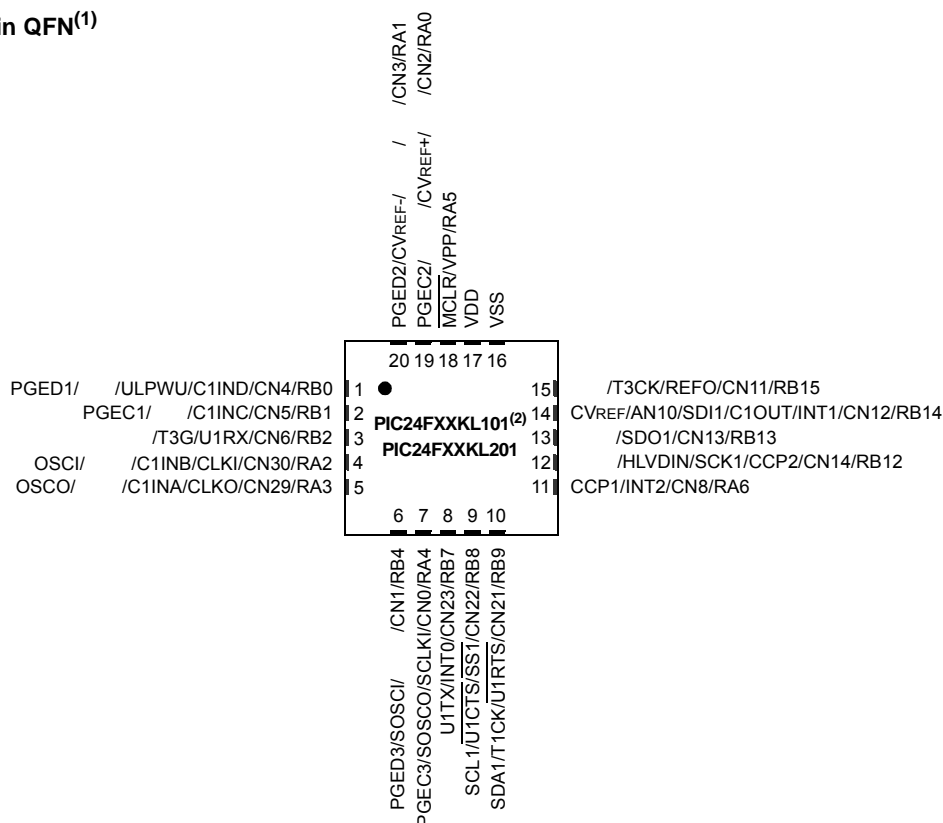 in QFN(1)
PGED2/CVREF-/ / /CN3/RA1
PGEC2/ /CVREF+/ /CN2/RA0
MCLR/VPP/RA5
VDD
VSS
20 19 18 17 16
PGED1/ /ULPWU/C1IND/CN4/RB0 1
PGEC1/ /C1INC/CN5/RB1 2
/T3G/U1RX/CN6/RB2 3
OSCI/ /C1INB/CLKI/CN30/RA2 4
OSCO/ /C1INA/CLKO/CN29/RA3 5
PIC24FXXKL101(2)
PIC24FXXKL201
15 /T3CK/REFO/CN11/RB15
14 CVREF/AN10/SDI1/C1OUT/INT1/CN12/RB14
13 /SDO1/CN13/RB13
12 /HLVDIN/SCK1/CCP2/CN14/RB12
11 CCP1/INT2/CN8/RA6
6 7 8 9 10
PGED3/SOSCI/ /CN1/RB4
PGEC3/SOSCO/SCLKI/CN0/RA4
U1TX/INT0/CN23/RB7
SCL1/U1CTS/SS1/CN22/RB8
SDA1/T1CK/U1RTS/CN21/RB9